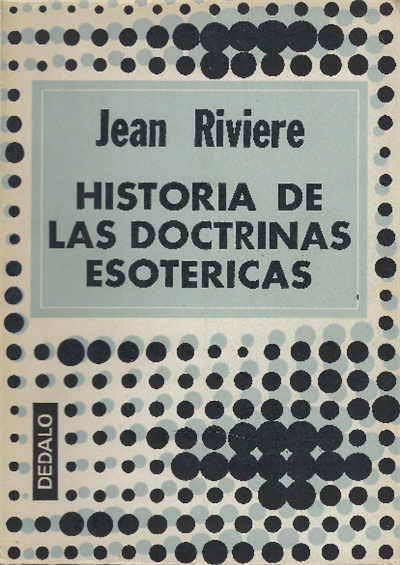 Jean Riviere
HISTORIA DE
LAS DOCTRINAS
ESOTERICAS
DEDALO